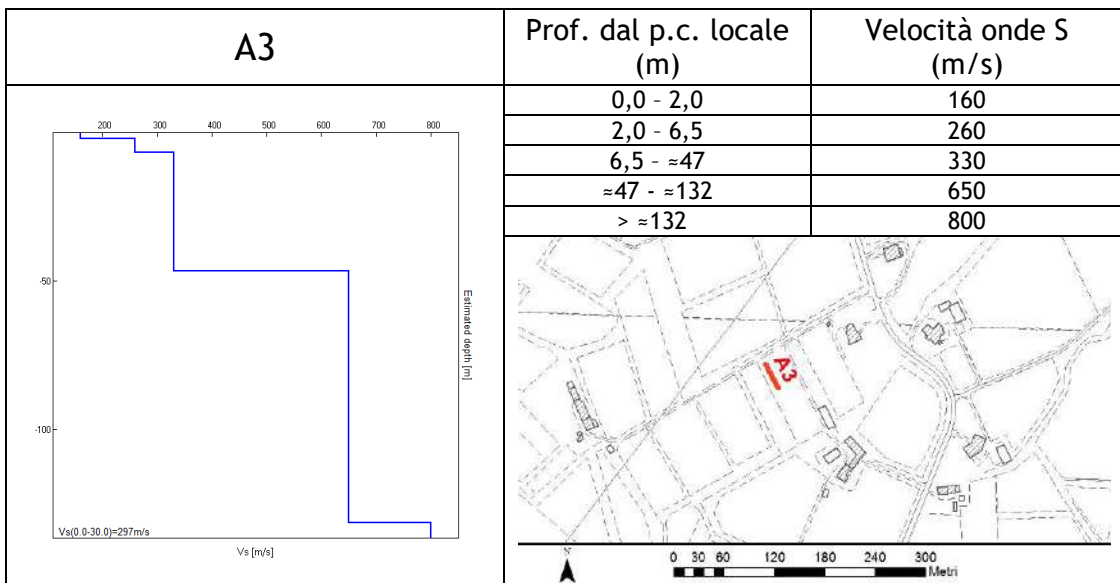 A3
Prof. dal p.c. locale
(m)
Velocità onde S
(m/s)
0,0 - 2,0 160
2,0 - 6,5 260
6,5 - ≈47 330
≈47 - ≈132 650
> ≈132 800
200 300 400 500 600 700 800
-50
-100
Estimated depth [m]
Vs(0.0-30.0)=297m/s
Vs [m/s]
A3
N
0 30 60 120 180 240 300
Metri